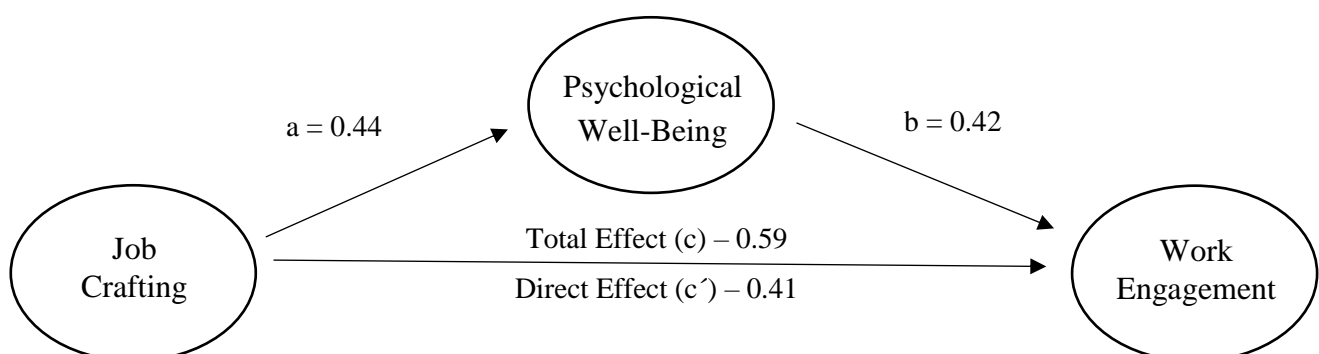 Psychological
Well-Being
a = 0.44
b = 0.42
Job
Crafting
Total Effect (c) – 0.59
Direct Effect (c´) – 0.41
Work
Engagement